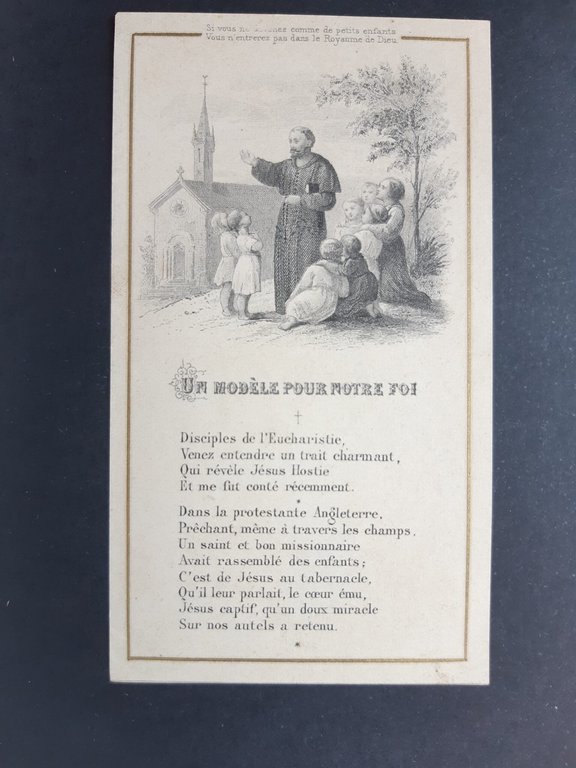 Si vous ne comme de petits enfants
Vous n'entrerez pas dans le Royaume de Dieu.
UN MODÈLE POUR NOTRE FOI
Disciples de l'Eucharistie,
Venez entendre un trait charmant,
Qui révèle Jésus Hostie
Et me fut conté récemment.
*
Dans la protestante Angleterre,
Prêchant, même à travers les champs,
Un saint et bon missionnaire
Avait rassemblé des enfants;
C'est de Jésus au tabernacle,
Qu'il leur parlait, le cœur ému,
Jésus captif, qu'un doux miracle
Sur nos autels a retenu.
*